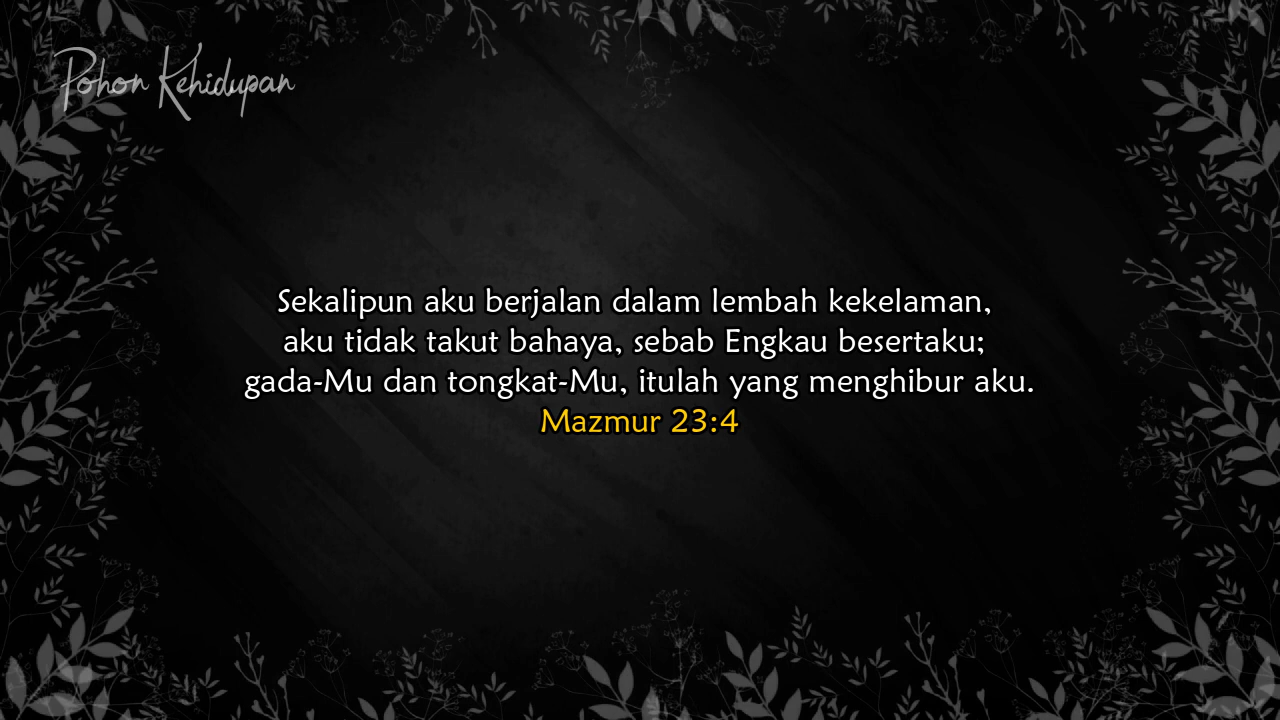 Pohon Kehidupan
Sekalipun aku berjalan dalam lembah kekelaman,
aku tidak takut bahaya, sebab Engkau besertaku;
gada-Mu dan tongkat-Mu, itulah yang menghibur aku.
Mazmur 23:4